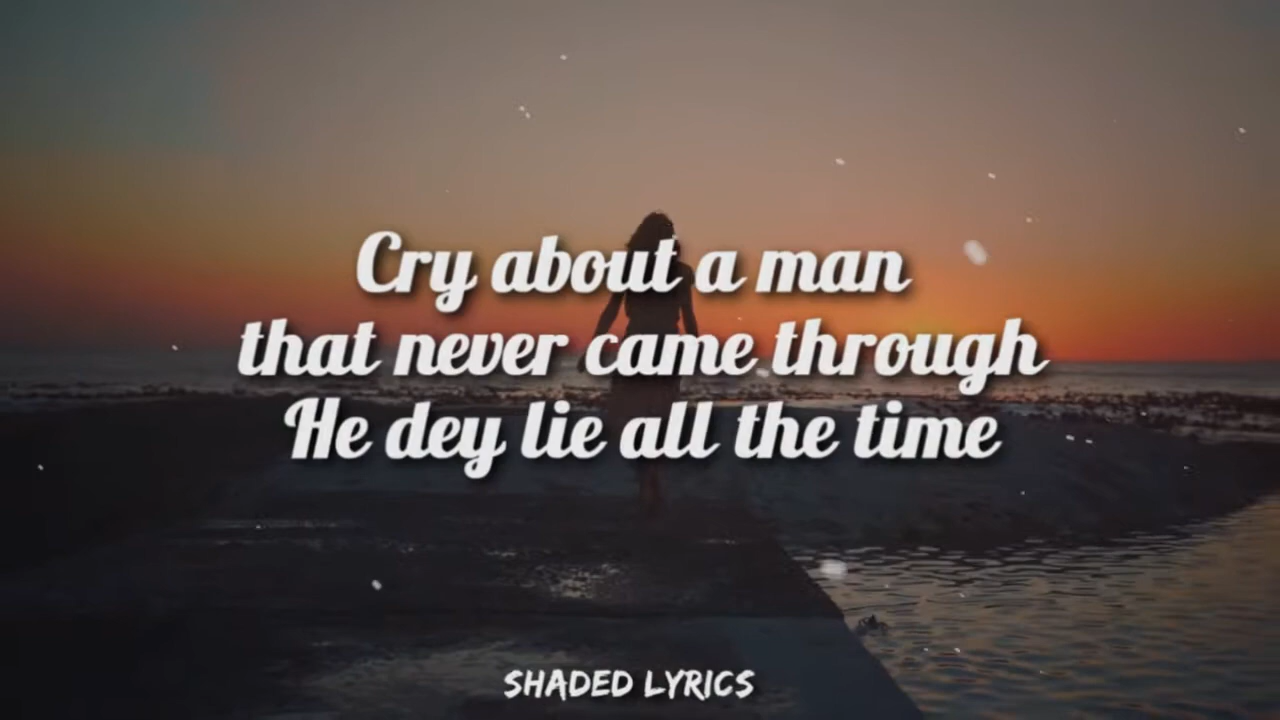 Cry about a man
that never came through
He dey lie all the time
SHADED LYRICS